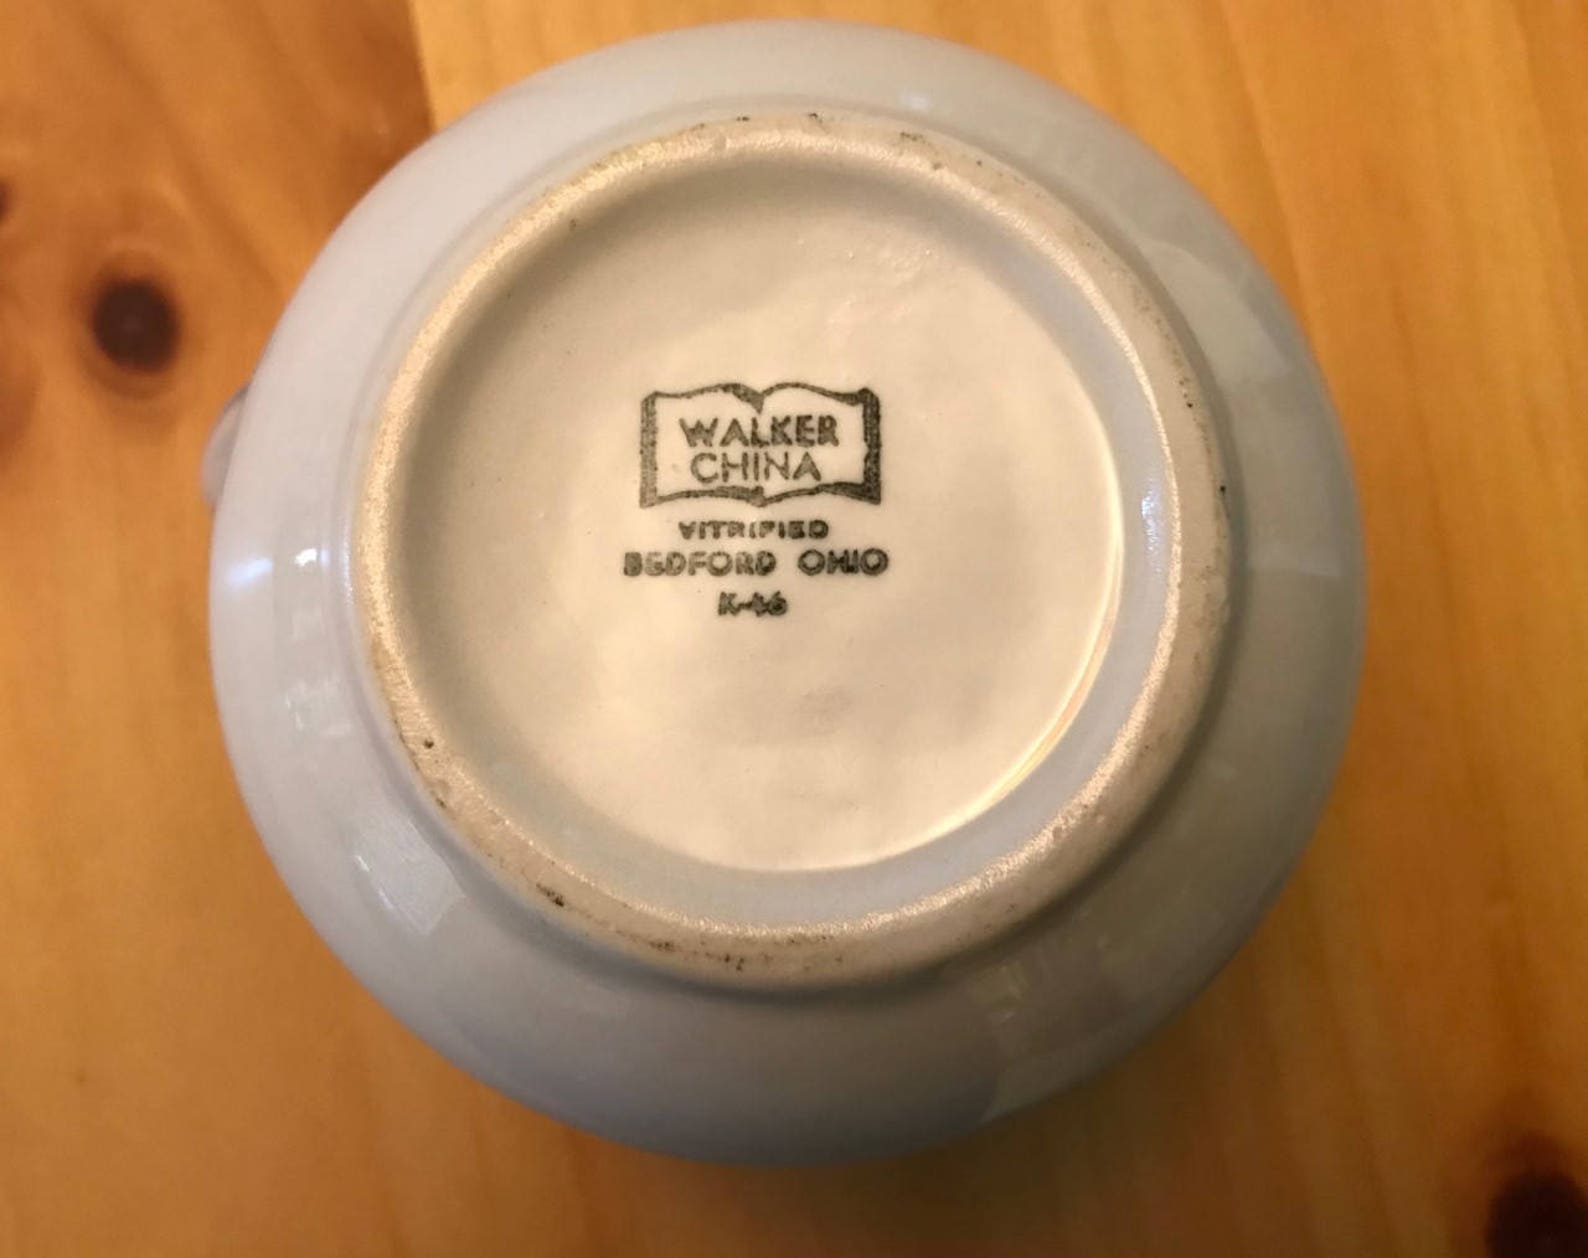 WALKER
CHINA
VITRIFIED
BEDFORD OHIO
K-46